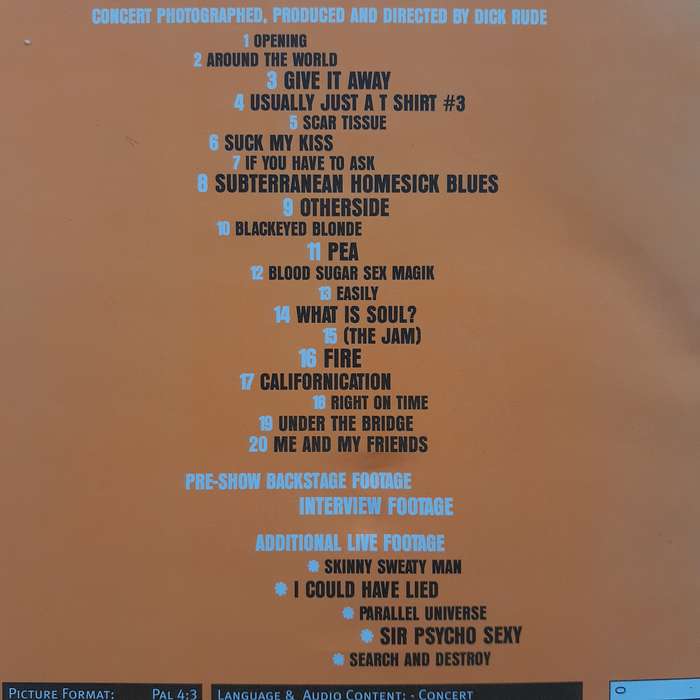 CONCERT PHOTOGRAPHED, PRODUCED AND DIRECTED BY DICK RUDE
1 OPENING
2 AROUND THE WORLD
3 GIVE IT AWAY
4 USUALLY JUST A T SHIRT #3
5 SCAR TISSUE
6 SUCK MY KISS
7 IF YOU HAVE TO ASK
8 SUBTERRANEAN HOMESICK BLUES
9 OTHERSIDE
10 BLACKEYED BLONDE
11 PEA
12 BLOOD SUGAR SEX MAGIK
13 EASILY
14 WHAT IS SOUL?
15 (THE JAM)
16 FIRE
17 CALIFORNICATION
18 RIGHT ON TIME
19 UNDER THE BRIDGE
20 ME AND MY FRIENDS
PRE-SHOW BACKSTAGE FOOTAGE
INTERVIEW FOOTAGE
ADDITIONAL LIVE FOOTAGE
* SKINNY SWEATY MAN
* I COULD HAVE LIED
* PARALLEL UNIVERSE
* SIR PSYCHO SEXY
* SEARCH AND DESTROY
PICTURE FORMAT: PAL 4:3
LANGUAGE & AUDIO CONTENT: - CONCERT
0